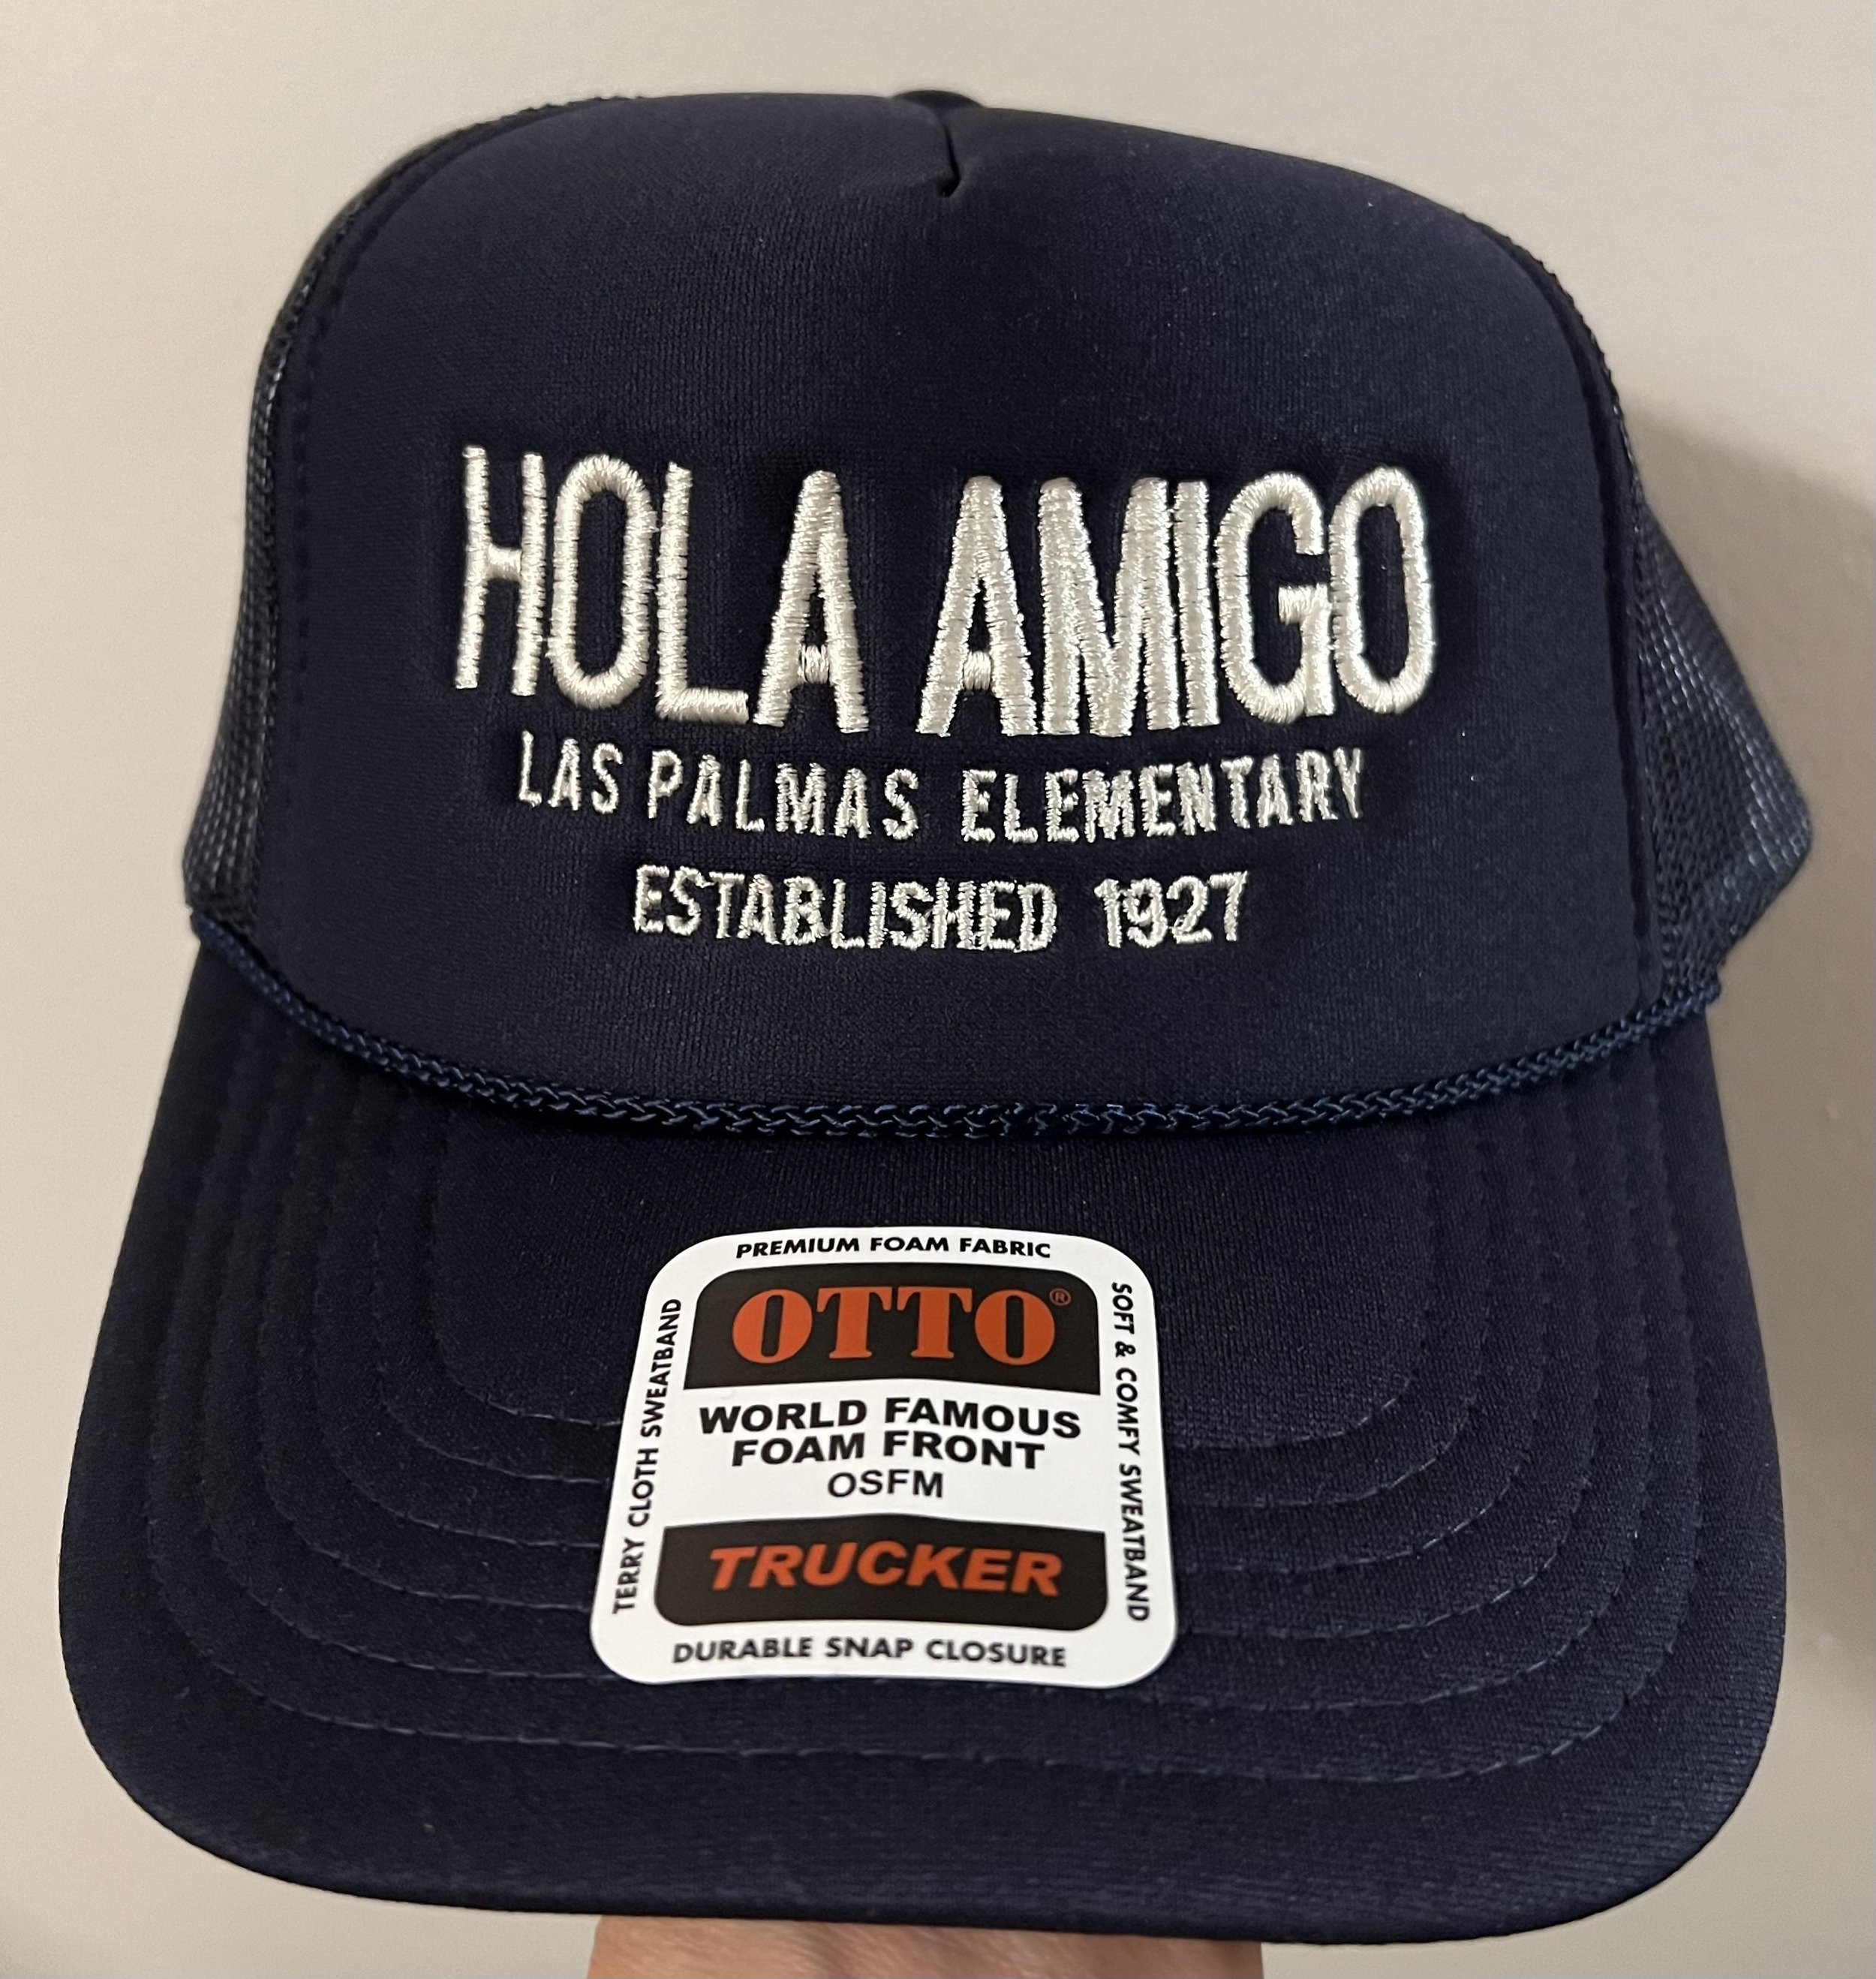 HOLA AMIGO
LAS PALMAS ELEMENTARY
ESTABLISHED 1927
PREMIUM FOAM FABRIC
OTTO®
WORLD FAMOUS
FOAM FRONT
OSFM
TRUCKER
TERRY CLOTH SWEATBAND
SOFT & COMFY SWEATBAND
DURABLE SNAP CLOSURE